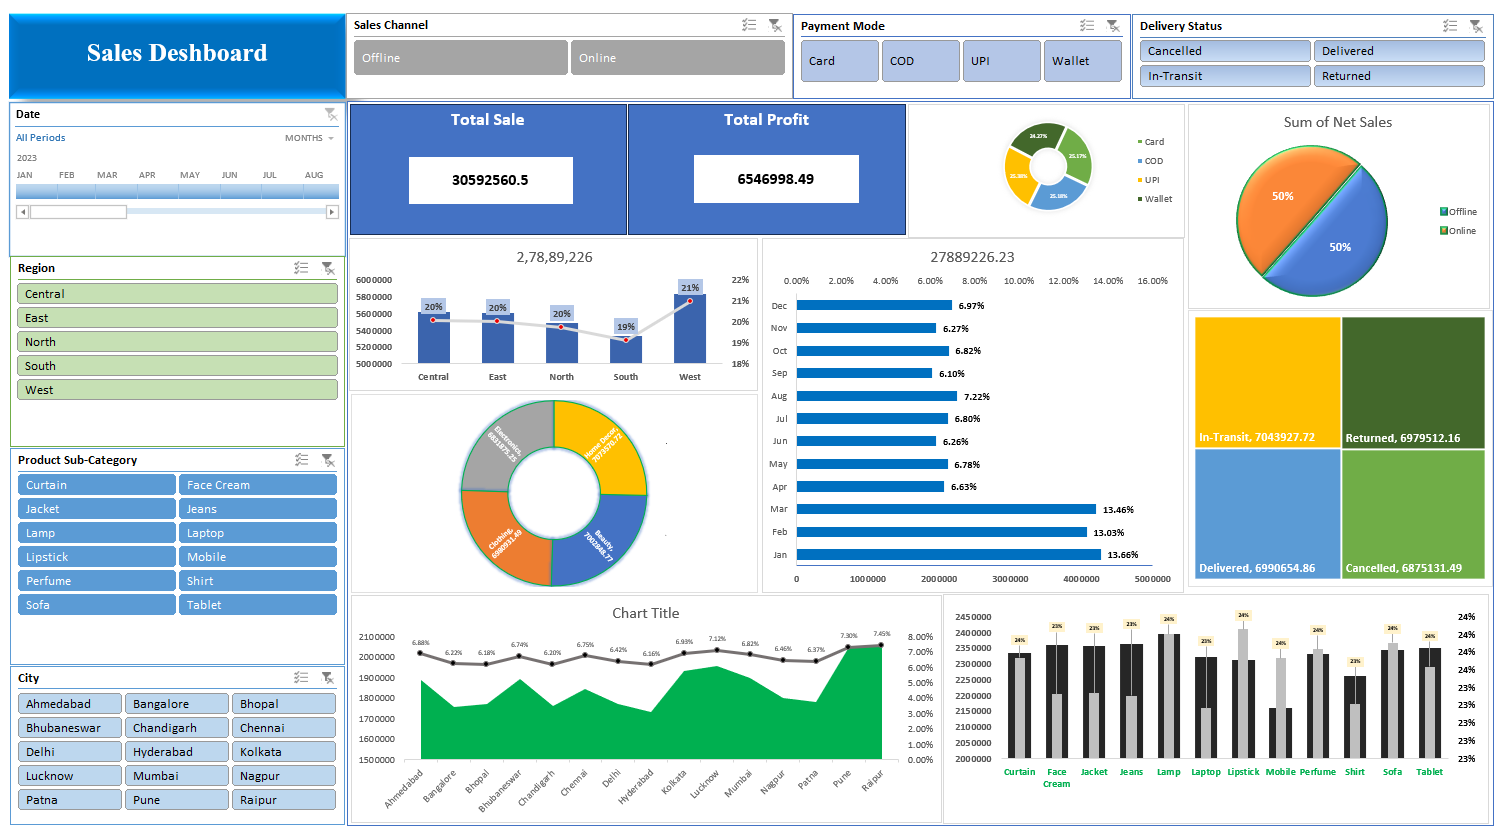 Sales Deshboard
Sales Channel
Offline
Online
Payment Mode
Card
COD
UPI
Wallet
Delivery Status
Cancelled
Delivered
In-Transit
Returned
Date
All Periods
MONTHS
2023
JAN FEB MAR APR MAY JUN JUL AUG
Region
Central
East
North
South
West
Product Sub-Category
Curtain
Face Cream
Jacket
Jeans
Lamp
Laptop
Lipstick
Mobile
Perfume
Shirt
Sofa
Tablet
City
Ahmedabad
Bangalore
Bhopal
Bhubaneswar
Chandigarh
Chennai
Delhi
Hyderabad
Kolkata
Lucknow
Mumbai
Nagpur
Patna
Pune
Raipur
Total Sale
30592560.5
Total Profit
6546998.49
24.27%
25.17%
25.18%
Card
COD
UPI
Wallet
Sum of Net Sales
50%
50%
Offline
Online
2,78,89,226
6000000
5800000
5600000
5400000
5200000
5000000
20%
20%
20%
19%
21%
22%
21%
21%
20%
20%
19%
19%
18%
Central East North South West
27889226.23
0.00% 2.00% 4.00% 6.00% 8.00% 10.00% 12.00% 14.00% 16.00%
Dec 6.97%
Nov 6.27%
Oct 6.82%
Sep 6.10%
Aug 7.22%
Jul 6.80%
Jun 6.26%
May 6.78%
Apr 6.63%
Mar 13.46%
Feb 13.03%
Jan 13.66%
0 1000000 2000000 3000000 4000000 5000000
In-Transit, 7043927.72
Returned, 6979512.16
Delivered, 6990654.86
Cancelled, 6875131.49
Electronics,
6831875.25
Home Decor,
Clothing,
6980931.49
Beauty,
7002848.77
Chart Title
2100000
2000000
1900000
1800000
1700000
1600000
1500000
6.88% 6.22% 6.18% 6.74% 6.20% 6.75% 6.42% 6.16% 6.93% 7.12% 6.82% 6.46% 6.37% 7.30% 7.45%
8.00%
7.00%
6.00%
5.00%
4.00%
3.00%
2.00%
1.00%
0.00%
Ahmedabad Bangalore Bhopal Bhubaneswar Chandigarh Chennai Delhi Hyderabad Kolkata Lucknow Mumbai Nagpur Patna Pune Raipur
2450000
2400000
2350000
2300000
2250000
2200000
2150000
2100000
2050000
2000000
24% 23% 23% 23% 24% 23% 24% 24% 24% 23% 24% 24%
24%
24%
24%
24%
23%
23%
23%
23%
23%
Curtain Face Cream Jacket Jeans Lamp Laptop Lipstick Mobile Perfume Shirt Sofa Tablet